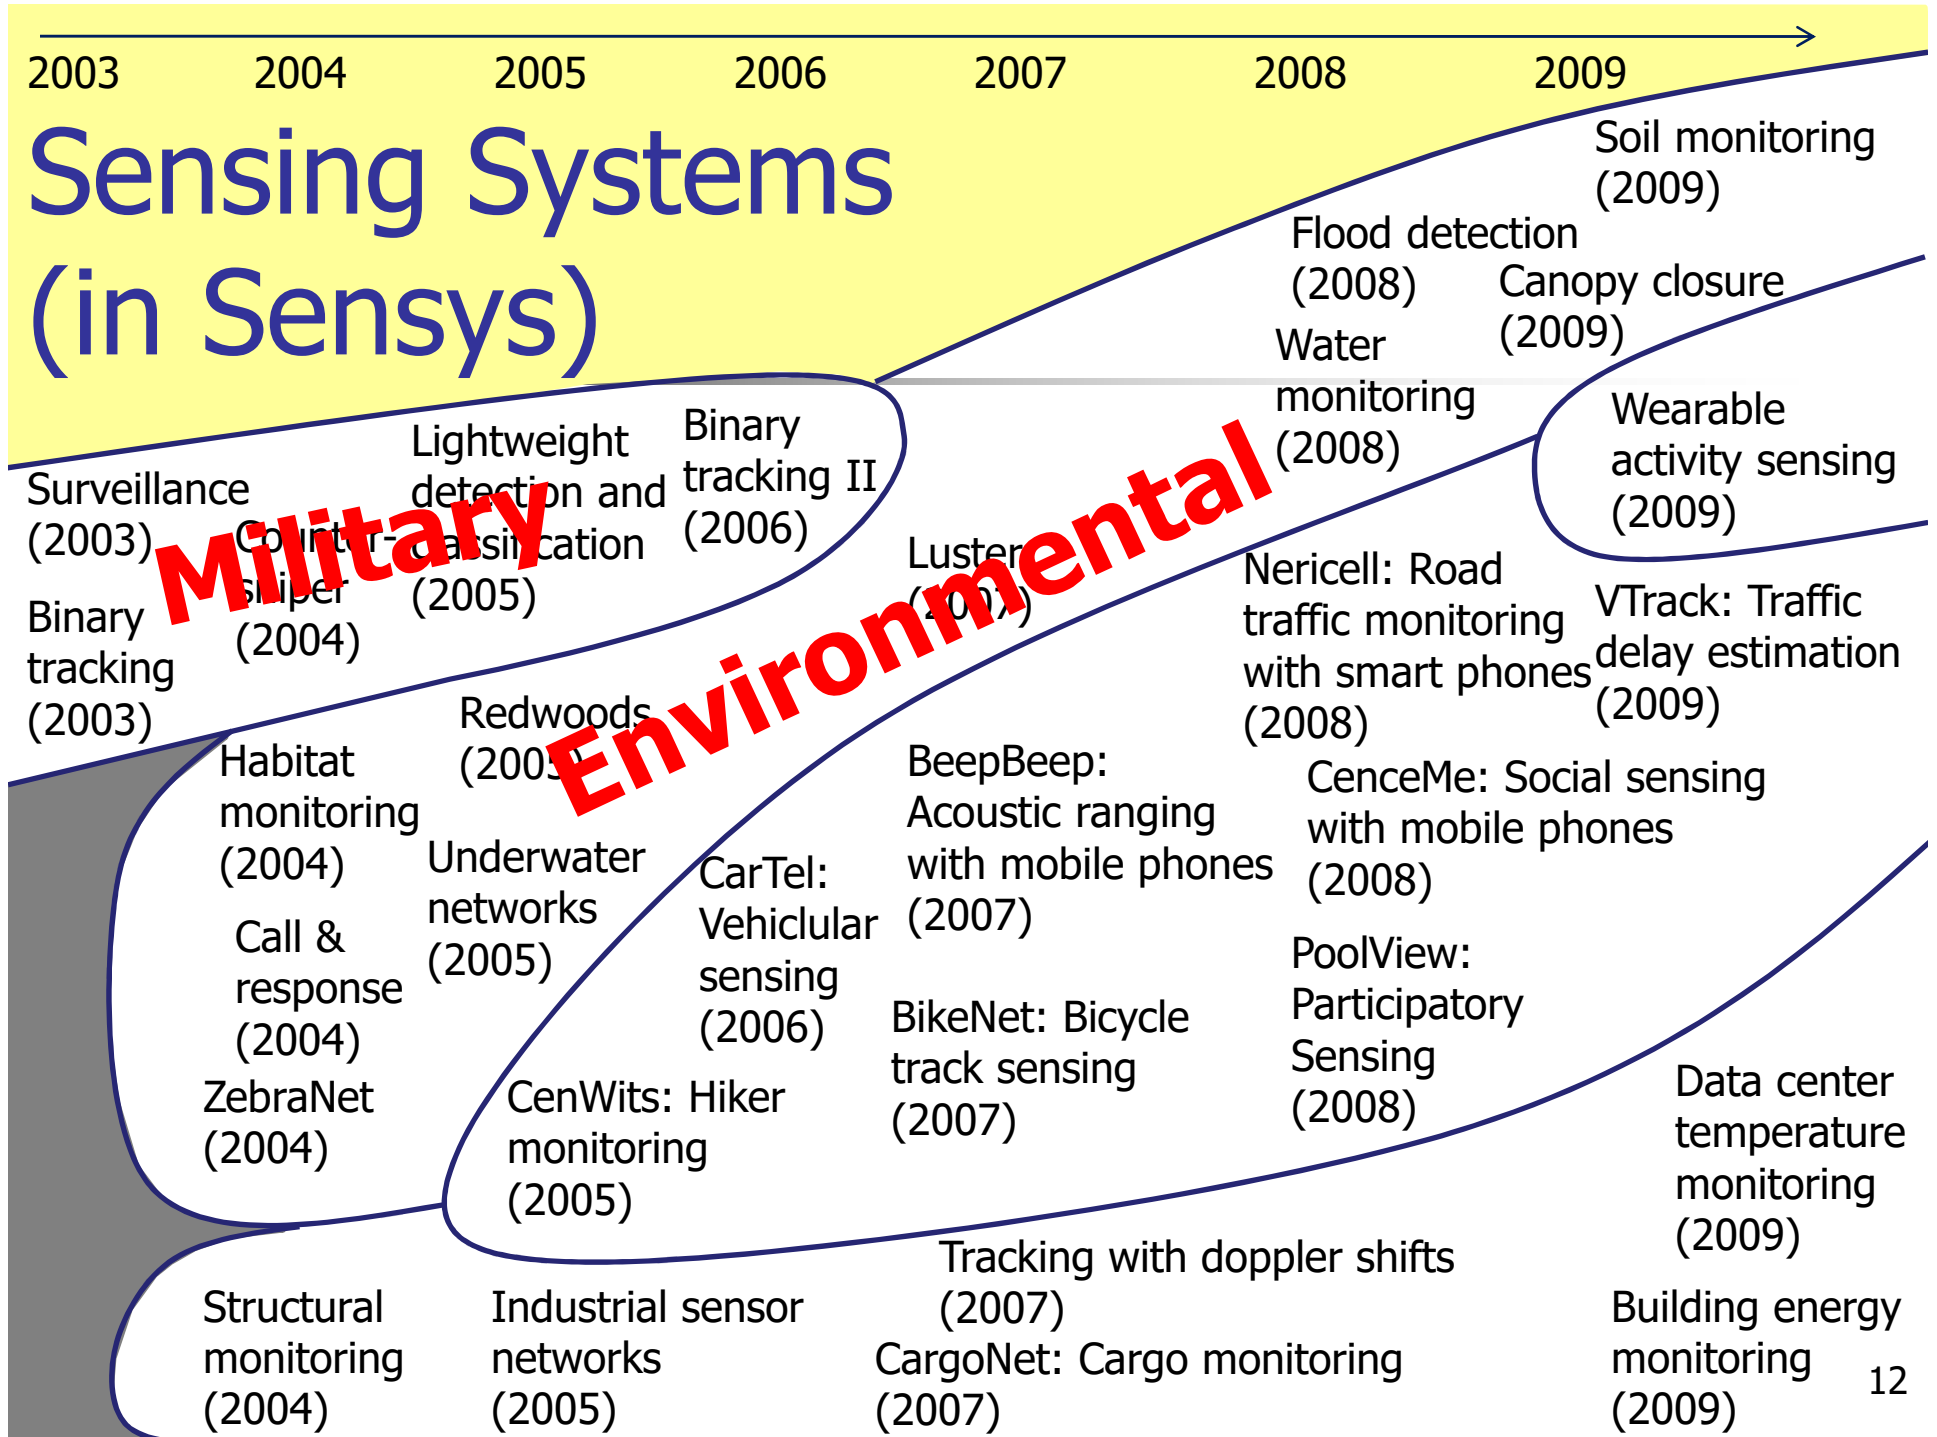 2003 2004 2005 2006 2007 2008 2009
Sensing Systems
(in Sensys)
Soil monitoring
(2009)
Flood detection
(2008)
Canopy closure
(2009)
Water
monitoring
(2008)
Wearable
activity sensing
(2009)
Surveillance
(2003)
Binary
tracking
(2003)
Counter-
sniper
(2004)
Lightweight
detection and
classification
(2005)
Binary
tracking II
(2006)
Military
Environmental
Luster
(2007)
Nericell: Road
traffic monitoring
with smart phones
(2008)
VTrack: Traffic
delay estimation
(2009)
Redwoods
(2005)
Habitat
monitoring
(2004)
Underwater
networks
(2005)
Call &
response
(2004)
ZebraNet
(2004)
CarTel:
Vehiclular
sensing
(2006)
BeepBeep:
Acoustic ranging
with mobile phones
(2007)
CenceMe: Social sensing
with mobile phones
(2008)
BikeNet: Bicycle
track sensing
(2007)
PoolView:
Participatory
Sensing
(2008)
CenWits: Hiker
monitoring
(2005)
Data center
temperature
monitoring
(2009)
Structural
monitoring
(2004)
Industrial sensor
networks
(2005)
Tracking with doppler shifts
(2007)
CargoNet: Cargo monitoring
(2007)
Building energy
monitoring
(2009)
12